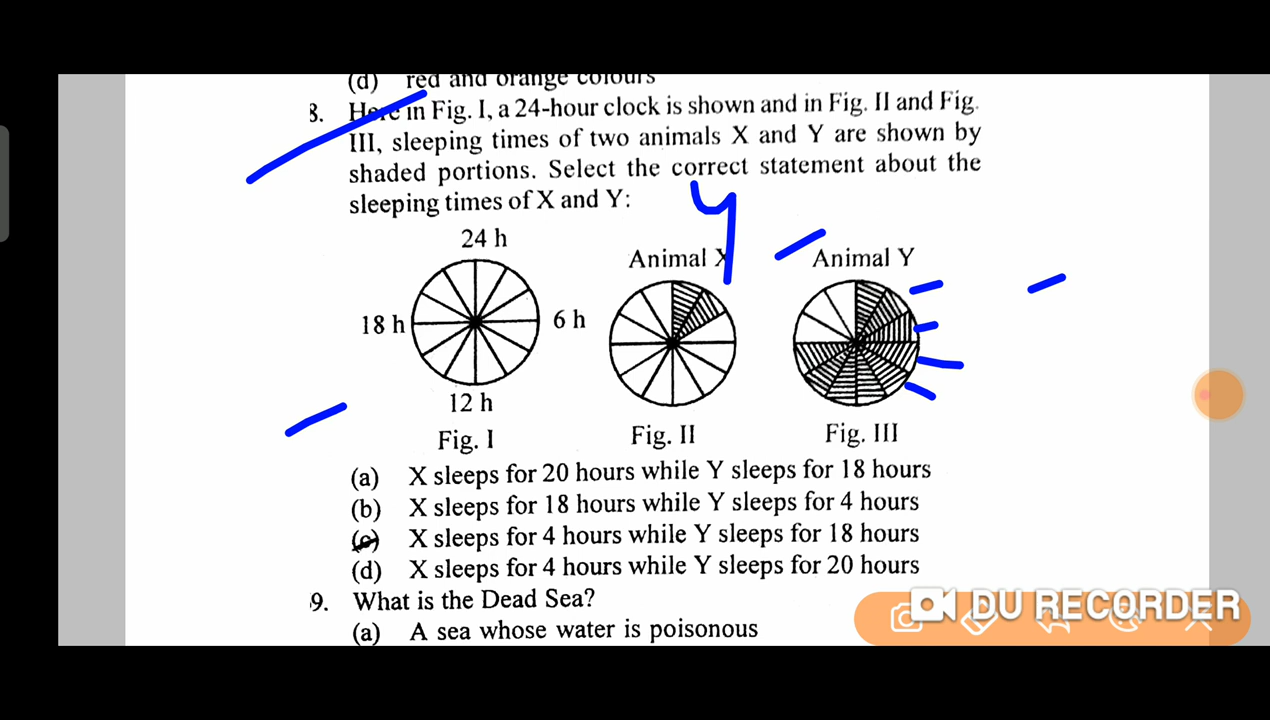 (d) red and orange colours
8. Here in Fig. I, a 24-hour clock is shown and in Fig. II and Fig.
III, sleeping times of two animals X and Y are shown by
shaded portions. Select the correct statement about the
sleeping times of X and Y:
4
24 h
Animal X
Animal Y
18 h
6 h
12 h
Fig. I
Fig. II
Fig. III
(a) X sleeps for 20 hours while Y sleeps for 18 hours
(b) X sleeps for 18 hours while Y sleeps for 4 hours
(c) X sleeps for 4 hours while Y sleeps for 18 hours
(d) X sleeps for 4 hours while Y sleeps for 20 hours
9. What is the Dead Sea?
(a) A sea whose water is poisonous
DU RECORDER